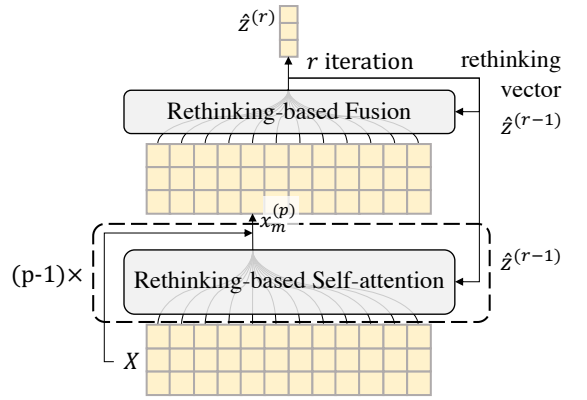 ẑ^(r)
r iteration
rethinking
vector
ẑ^(r−1)
Rethinking-based Fusion
x_m^(p)
(p-1)×
Rethinking-based Self-attention
ẑ^(r−1)
X